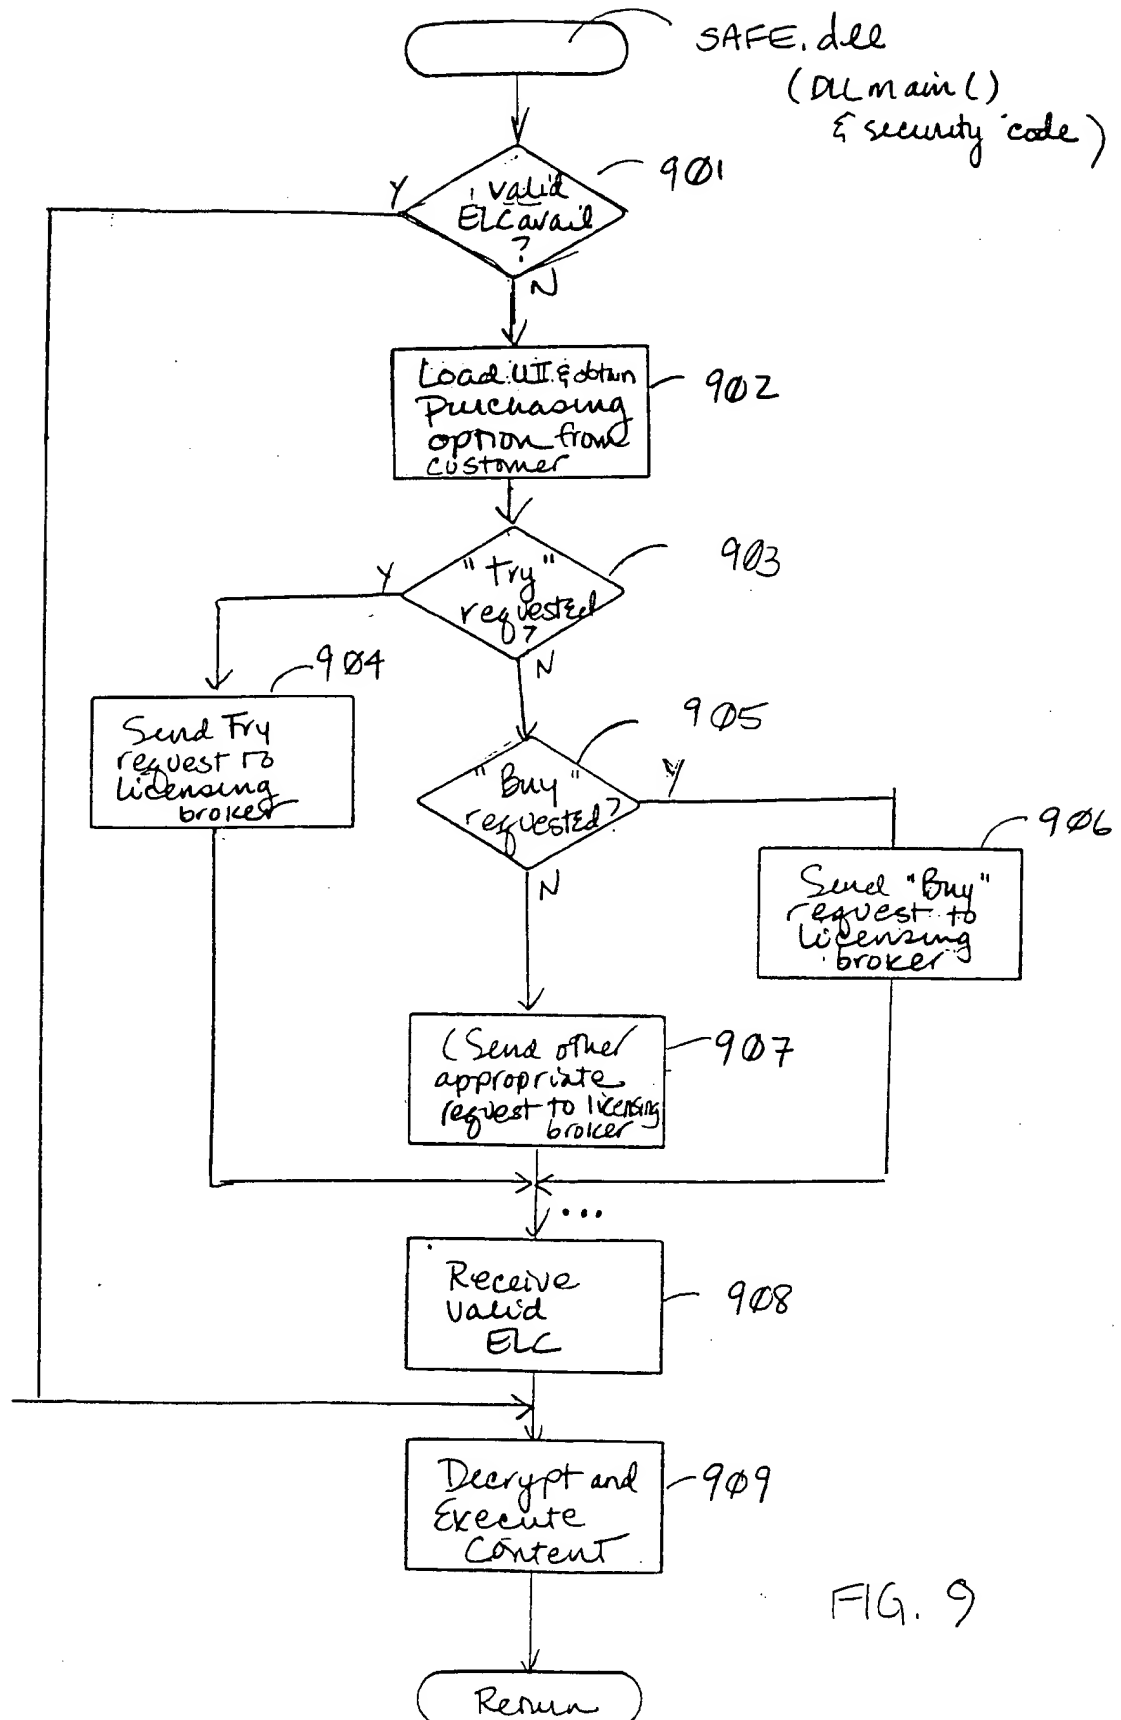 SAFE.dll
(DLLmain()
& security code)
901
Y
valid
ELC avail
?
N
Load UI & obtain
purchasing
option from
customer
902
903
Y
"Try"
requested
?
N
904
Send Try
request to
licensing
broker
905
"Buy"
requested?
Y
N
906
Send "Buy"
request to
licensing
broker
(Send other
appropriate
request to licensing
broker
907
...
Receive
valid
ELC
908
Decrypt and
Execute
Content
909
FIG. 9
Return